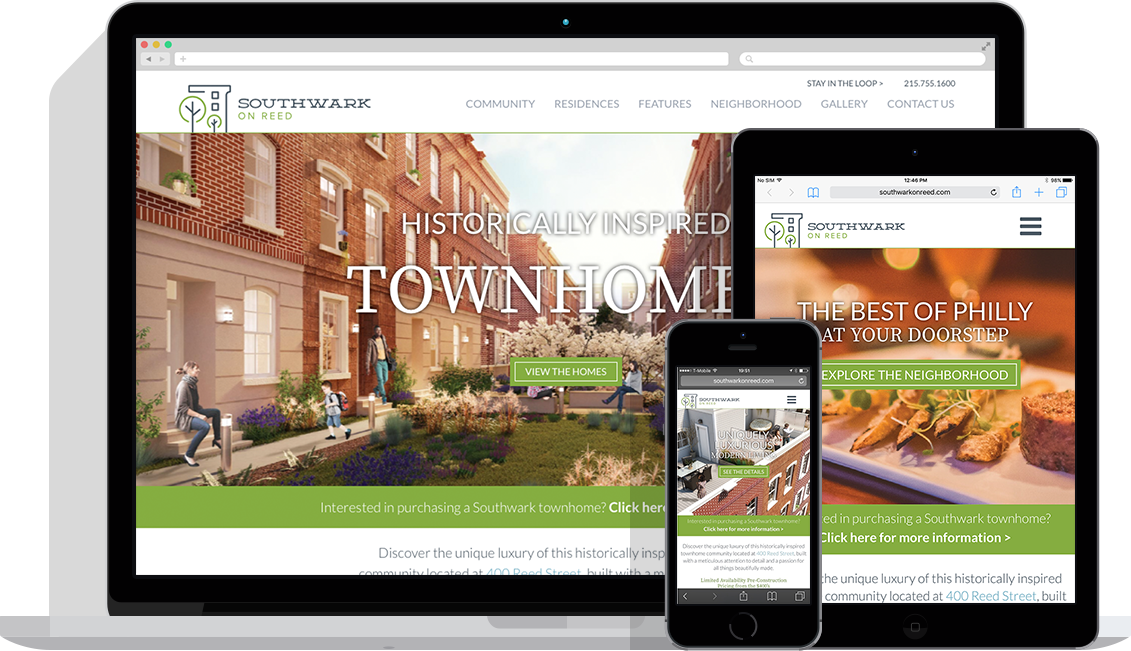 STAY IN THE LOOP > 215.755.1600
SOUTHWARK
ON REED
COMMUNITY RESIDENCES FEATURES NEIGHBORHOOD GALLERY CONTACT US
HISTORICALLY INSPIRED
TOWNHOME
VIEW THE HOMES
Interested in purchasing a Southwark townhome? Click here
Discover the unique luxury of this historically insp
community located at 400 Reed Street, built with a m
No SIM 12:46 PM 98%
southwarkonreed.com
SOUTHWARK
ON REED
THE BEST OF PHILLY
AT YOUR DOORSTEP
EXPLORE THE NEIGHBORHOOD
ed in purchasing a Southwark townhome?
Click here for more information >
the unique luxury of this historically inspired
community located at 400 Reed Street, built
T-Mobile 19:51
southwarkonreed.com
SOUTHWARK
ON REED
UNIQUELY
LUXURIOUS
MODERN LIVING
SEE THE DETAILS
Interested in purchasing a Southwark townhome?
Click here for more information >
Discover the unique luxury of this historically inspired
townhome community located at 400 Reed Street, built
with a meticulous attention to detail and a passion for
all things beautifully made.
Limited Availability Pre-Construction
Pricing from the $400's